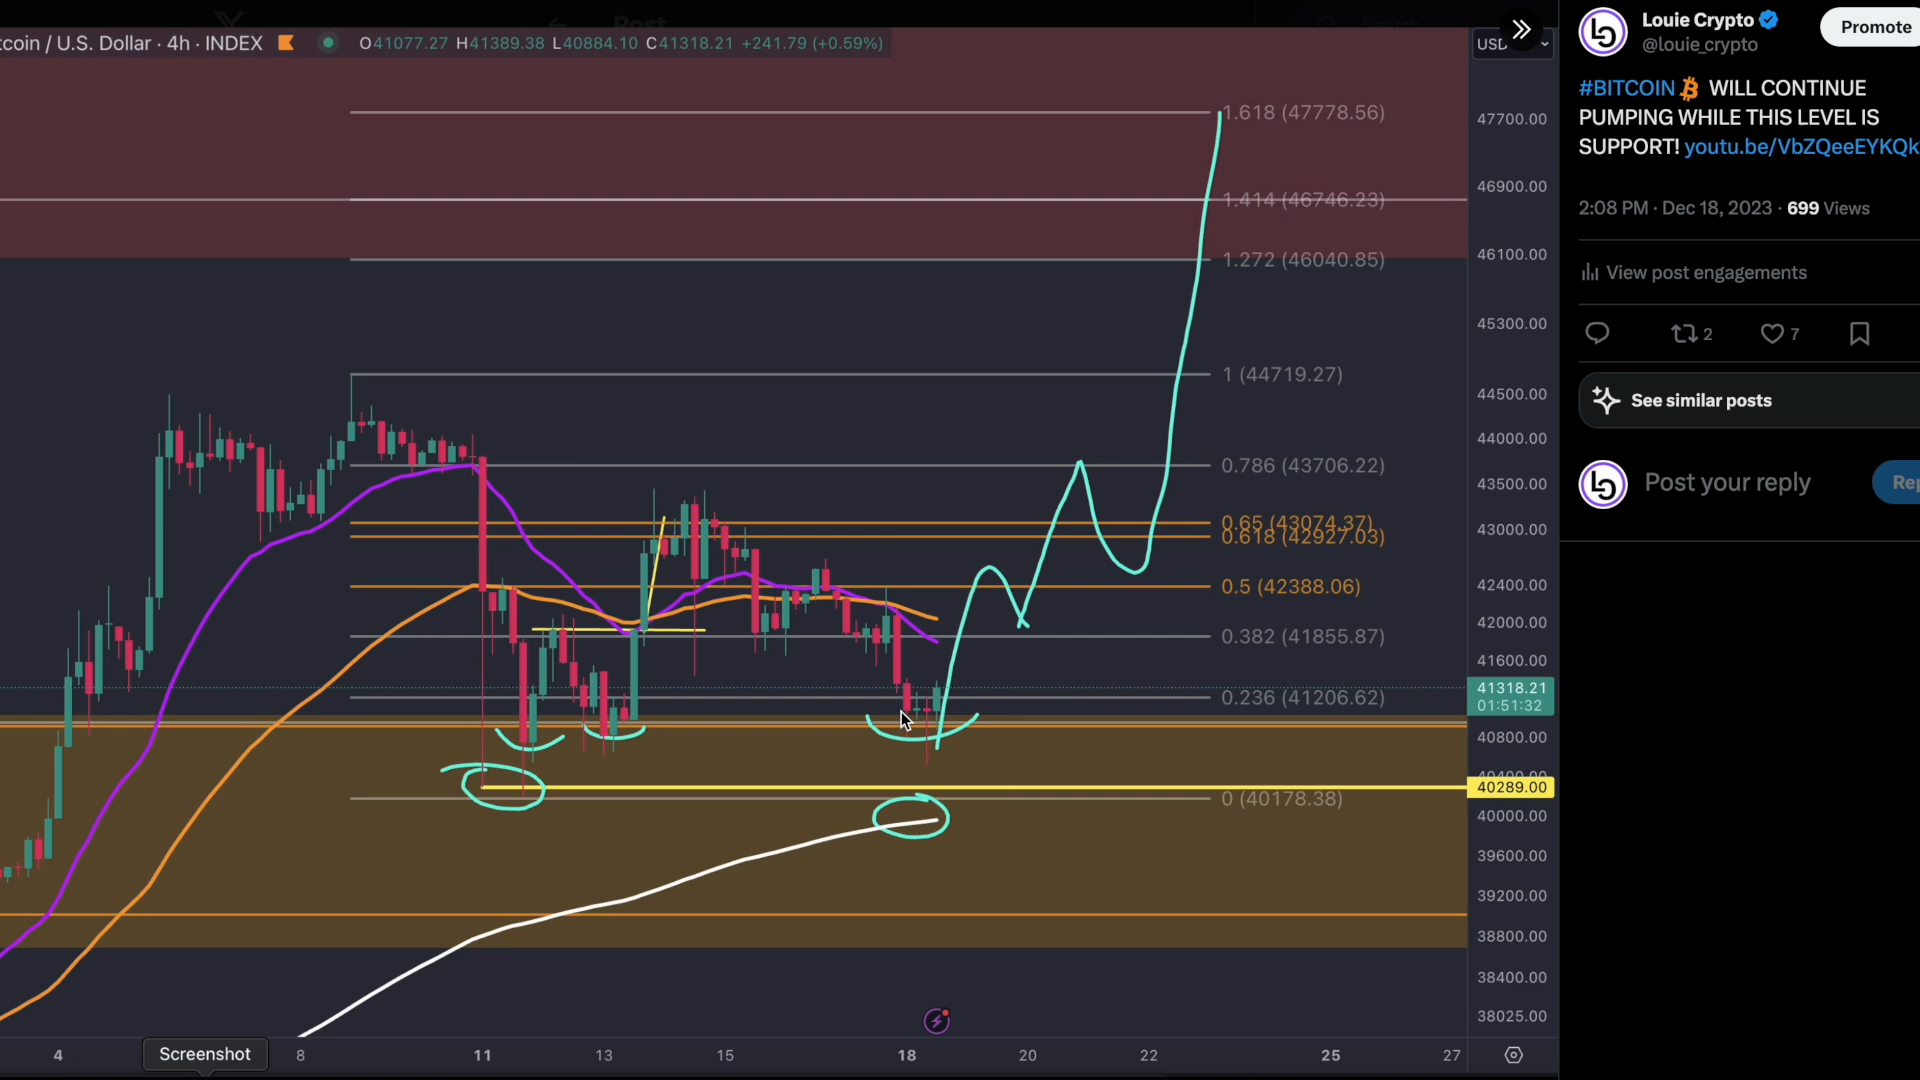 Post
Search
tcoin / U.S. Dollar · 4h · INDEX O41077.27 H41389.38 L40884.10 C41318.21 +241.79 (+0.59%)
USD
1.618 (47778.56)
1.414 (46746.23)
1.272 (46040.85)
1 (44719.27)
0.786 (43706.22)
0.65 (43074.37)
0.618 (42927.03)
0.5 (42388.06)
0.382 (41855.87)
0.236 (41206.62)
0 (40178.38)
47700.00
46900.00
46100.00
45300.00
44500.00
44000.00
43500.00
43000.00
42400.00
42000.00
41600.00
41318.21
01:51:32
40800.00
40400.00
40289.00
40000.00
39600.00
39200.00
38800.00
38400.00
38025.00
4
Screenshot
8
11
13
15
18
20
22
25
27
Louie Crypto
@louie_crypto
Promote
#BITCOIN WILL CONTINUE
PUMPING WHILE THIS LEVEL IS
SUPPORT! youtu.be/VbZQeeEYKQk
2:08 PM · Dec 18, 2023 · 699 Views
View post engagements
2
7
See similar posts
Post your reply
Rep